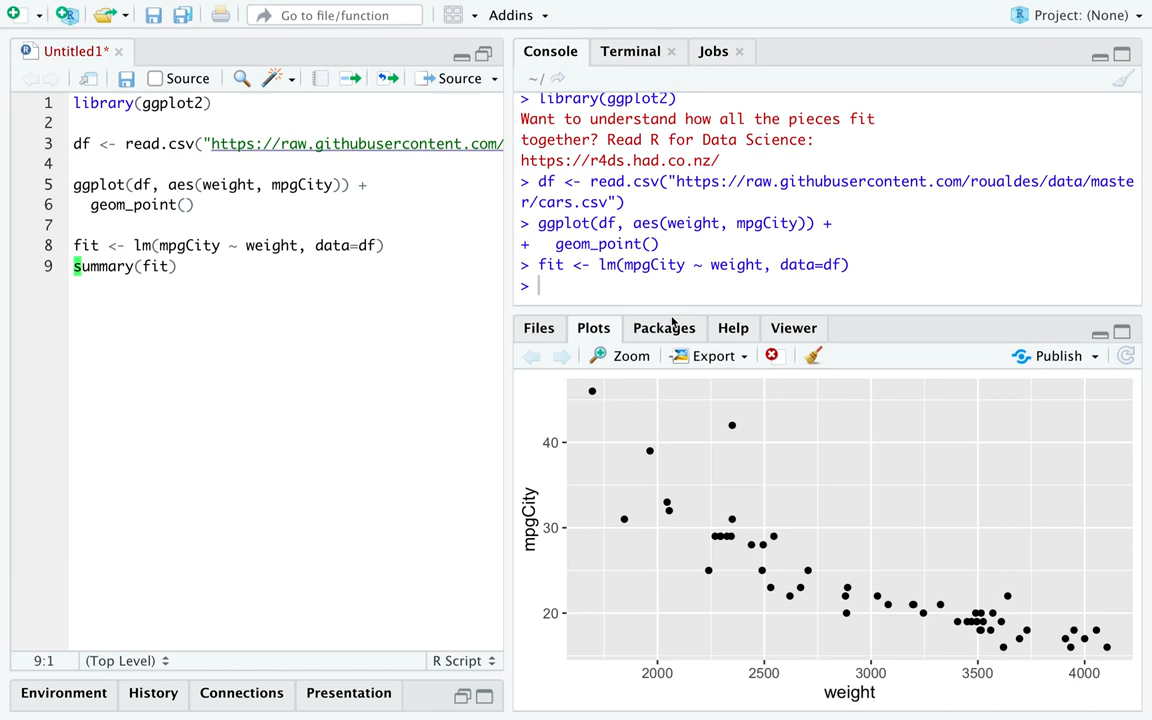 Go to file/function
Addins
Project: (None)
Untitled1*
Source
Source
1 library(ggplot2)
2
3 df <- read.csv("https://raw.githubusercontent.com/
4
5 ggplot(df, aes(weight, mpgCity)) +
6 geom_point()
7
8 fit <- lm(mpgCity ~ weight, data=df)
9 summary(fit)
9:1 (Top Level) R Script
Environment History Connections Presentation
Console Terminal Jobs
~/
> library(ggplot2)
Want to understand how all the pieces fit
together? Read R for Data Science:
https://r4ds.had.co.nz/
> df <- read.csv("https://raw.githubusercontent.com/roualdes/data/maste
r/cars.csv")
> ggplot(df, aes(weight, mpgCity)) +
+ geom_point()
> fit <- lm(mpgCity ~ weight, data=df)
>
Files Plots Packages Help Viewer
Zoom Export Publish
40
30
20
mpgCity
2000 2500 3000 3500 4000
weight